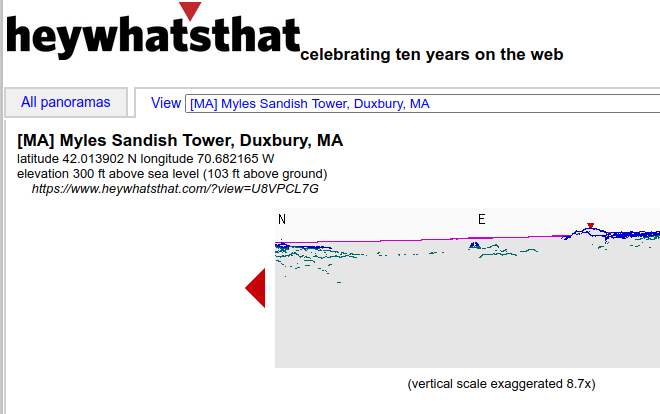 heywhatsthat
celebrating ten years on the web
All panoramas
View [MA] Myles Sandish Tower, Duxbury, MA
[MA] Myles Sandish Tower, Duxbury, MA
latitude 42.013902 N longitude 70.682165 W
elevation 300 ft above sea level (103 ft above ground)
https://www.heywhatsthat.com/?view=U8VPCL7G
N E
(vertical scale exaggerated 8.7x)